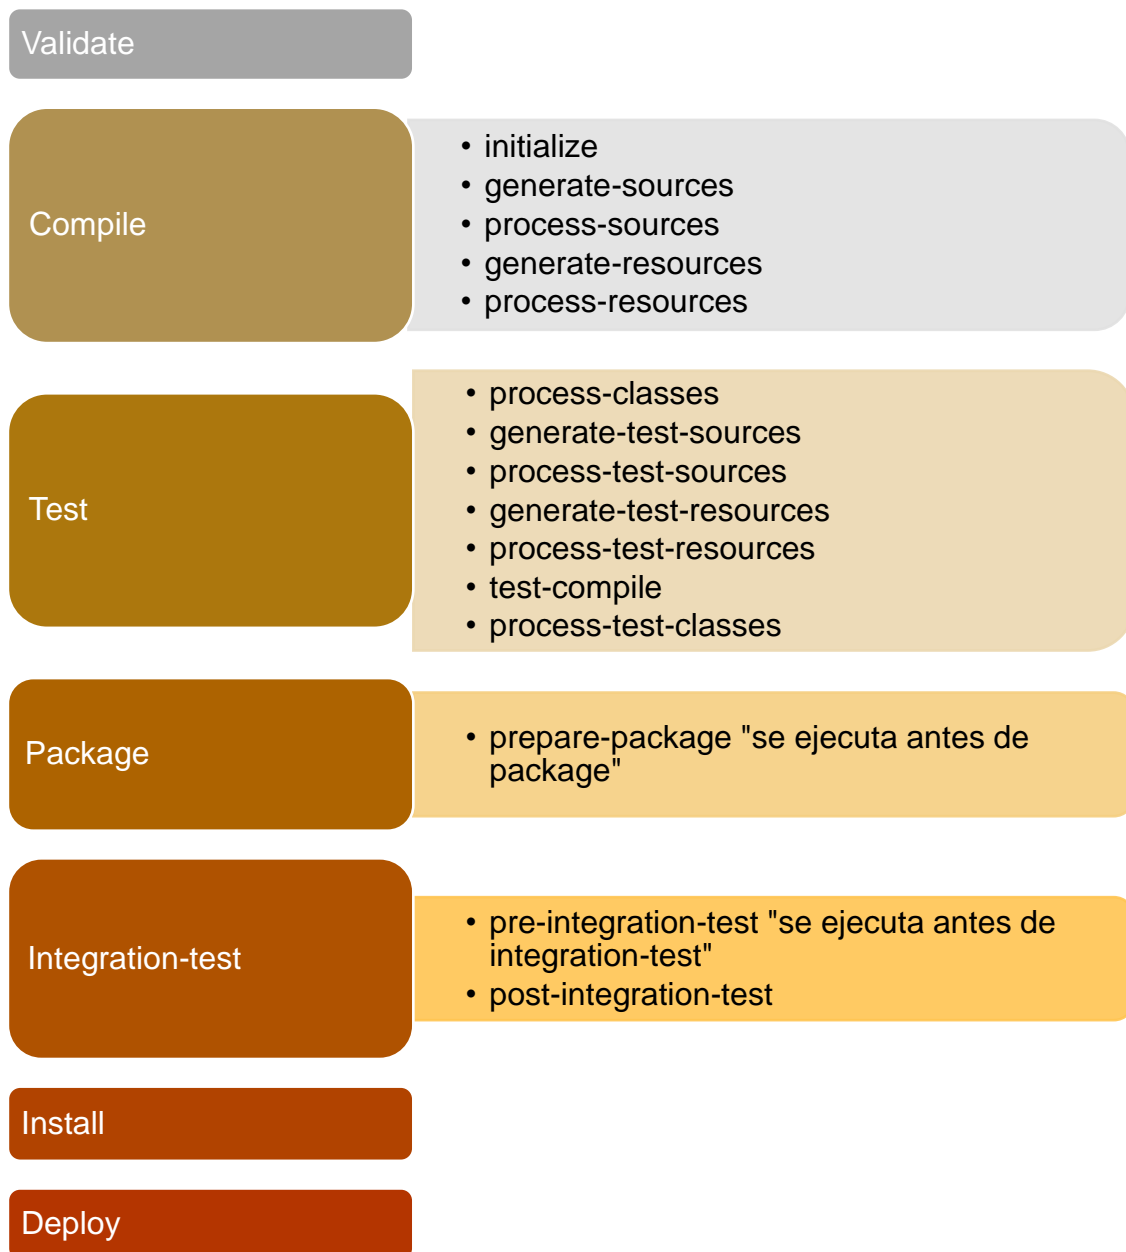 Validate
Compile
• initialize
• generate-sources
• process-sources
• generate-resources
• process-resources
Test
• process-classes
• generate-test-sources
• process-test-sources
• generate-test-resources
• process-test-resources
• test-compile
• process-test-classes
Package
• prepare-package "se ejecuta antes de
package"
Integration-test
• pre-integration-test "se ejecuta antes de
integration-test"
• post-integration-test
Install
Deploy